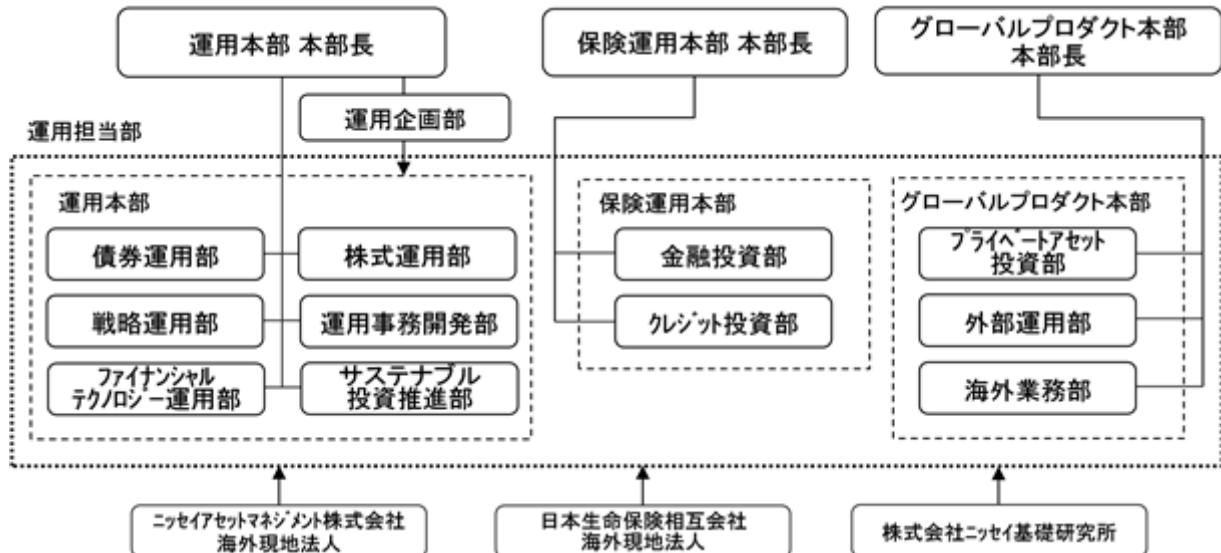 運用本部 本部長
保険運用本部 本部長
グローバルプロダクト本部
本部長
運用企画部
運用担当部
運用本部
保険運用本部
グローバルプロダクト本部
債券運用部
株式運用部
金融投資部
プライベートアセット
投資部
戦略運用部
運用事務開発部
クレジット投資部
外部運用部
ファイナンシャル
テクノロジー運用部
サステナブル
投資推進部
海外業務部
ニッセイアセットマネジメント株式会社
海外現地法人
日本生命保険相互会社
海外現地法人
株式会社ニッセイ基礎研究所